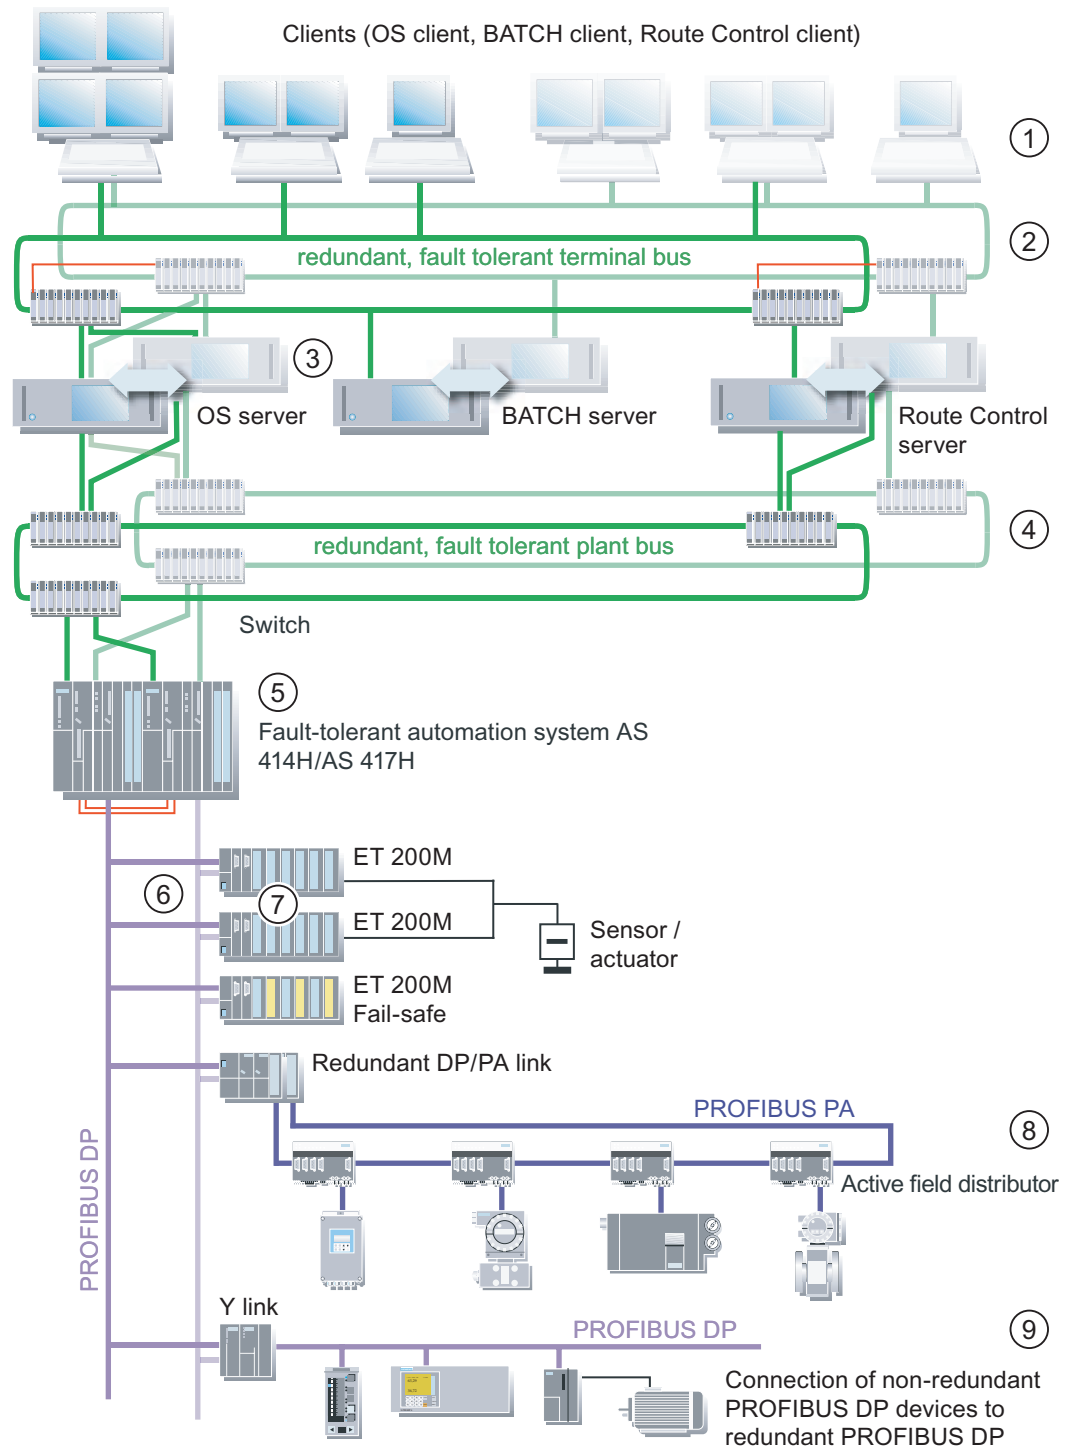 Clients (OS client, BATCH client, Route Control client)
1
2
redundant, fault tolerant terminal bus
3
OS server
BATCH server
Route Control
server
4
redundant, fault tolerant plant bus
Switch
5
Fault-tolerant automation system AS
414H/AS 417H
ET 200M
6
7
ET 200M
Sensor /
actuator
ET 200M
Fail-safe
Redundant DP/PA link
PROFIBUS PA
8
Active field distributor
PROFIBUS DP
Y link
PROFIBUS DP
9
Connection of non-redundant
PROFIBUS DP devices to
redundant PROFIBUS DP